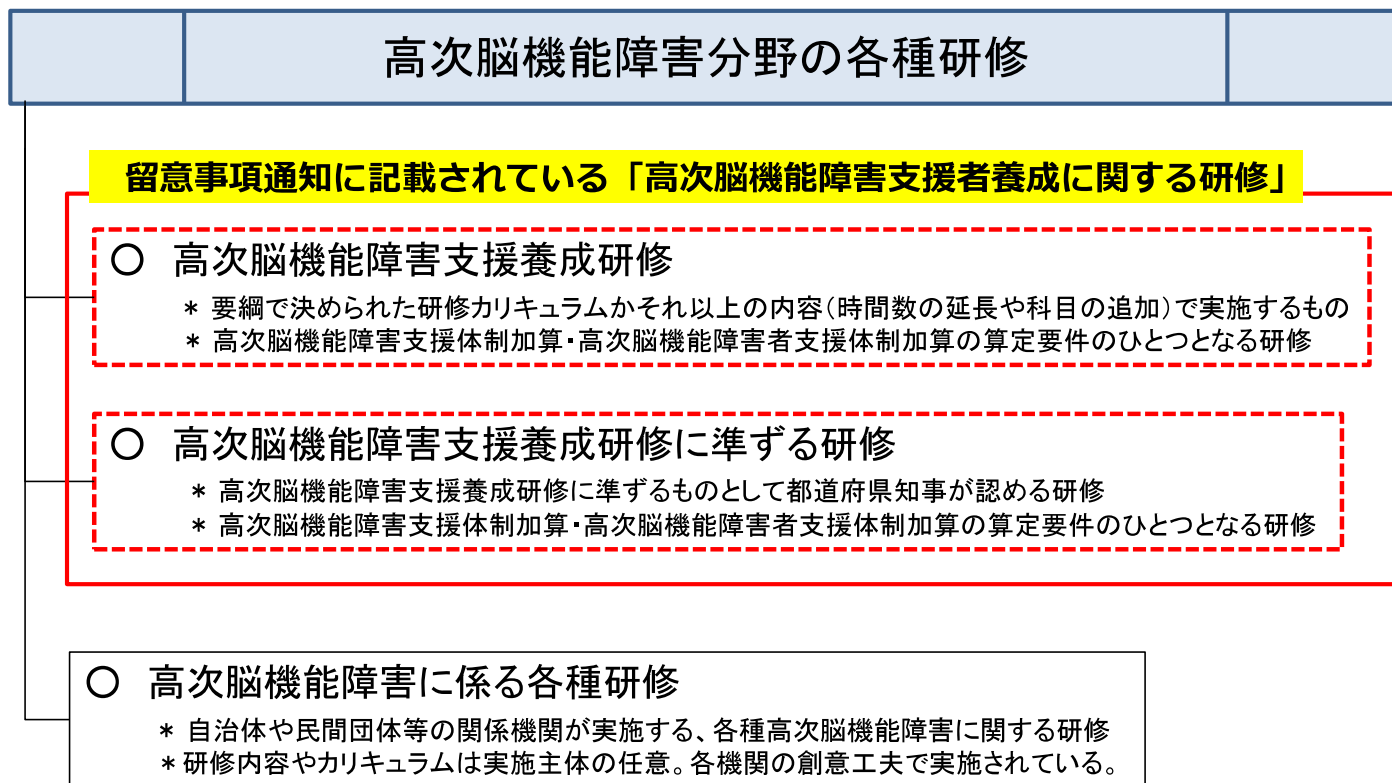 高次脳機能障害分野の各種研修
留意事項通知に記載されている「高次脳機能障害支援者養成に関する研修」
○ 高次脳機能障害支援養成研修
* 要綱で決められた研修カリキュラムかそれ以上の内容(時間数の延長や科目の追加)で実施するもの
* 高次脳機能障害支援体制加算・高次脳機能障害者支援体制加算の算定要件のひとつとなる研修
○ 高次脳機能障害支援養成研修に準ずる研修
* 高次脳機能障害支援養成研修に準ずるものとして都道府県知事が認める研修
* 高次脳機能障害支援体制加算・高次脳機能障害者支援体制加算の算定要件のひとつとなる研修
○ 高次脳機能障害に係る各種研修
* 自治体や民間団体等の関係機関が実施する、各種高次脳機能障害に関する研修
*研修内容やカリキュラムは実施主体の任意。各機関の創意工夫で実施されている。